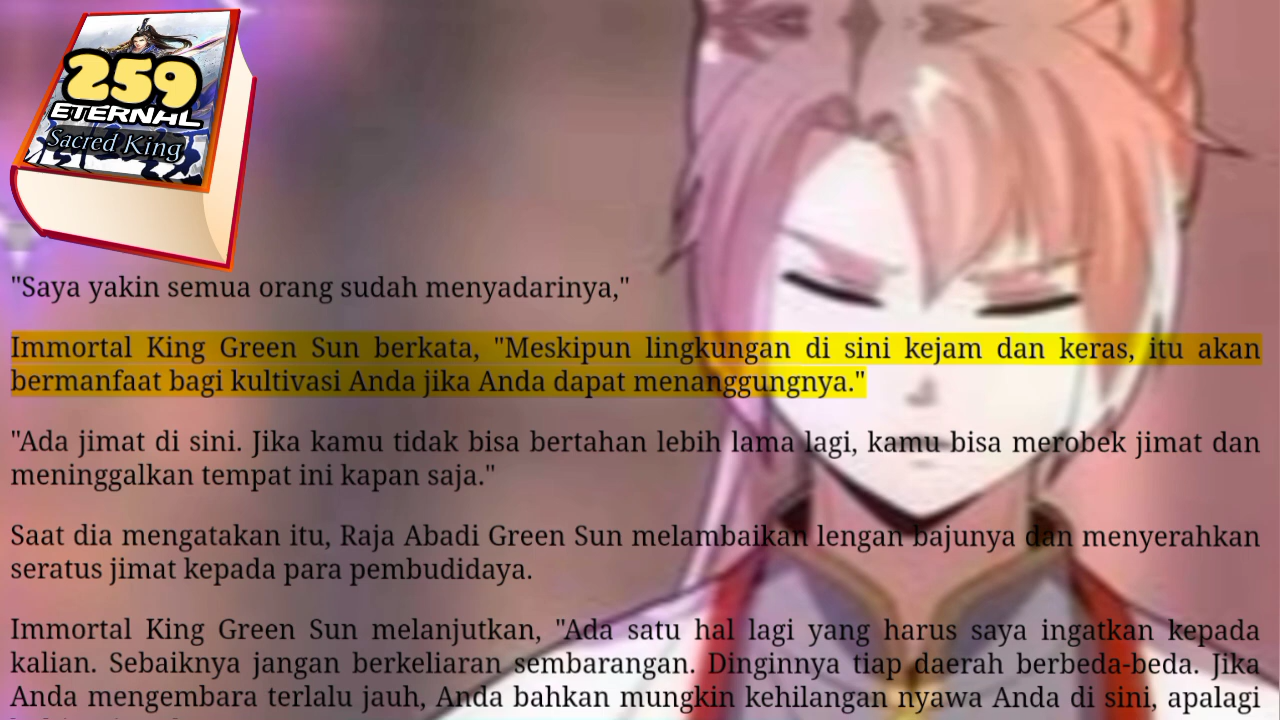 259
ETERNAL
Sacred King
"Saya yakin semua orang sudah menyadarinya,"
Immortal King Green Sun berkata, "Meskipun lingkungan di sini kejam dan keras, itu akan
bermanfaat bagi kultivasi Anda jika Anda dapat menanggungnya."
"Ada jimat di sini. Jika kamu tidak bisa bertahan lebih lama lagi, kamu bisa merobek jimat dan
meninggalkan tempat ini kapan saja."
Saat dia mengatakan itu, Raja Abadi Green Sun melambaikan lengan bajunya dan menyerahkan
seratus jimat kepada para pembudidaya.
Immortal King Green Sun melanjutkan, "Ada satu hal lagi yang harus saya ingatkan kepada
kalian. Sebaiknya jangan berkeliaran sembarangan. Dinginnya tiap daerah berbeda-beda. Jika
Anda mengembara terlalu jauh, Anda bahkan mungkin kehilangan nyawa Anda di sini, apalagi